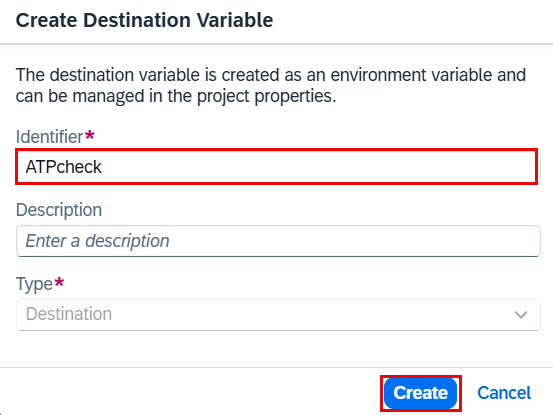 Create Destination Variable
The destination variable is created as an environment variable and
can be managed in the project properties.
Identifier*
ATPcheck
Description
Enter a description
Type*
Destination
Create Cancel